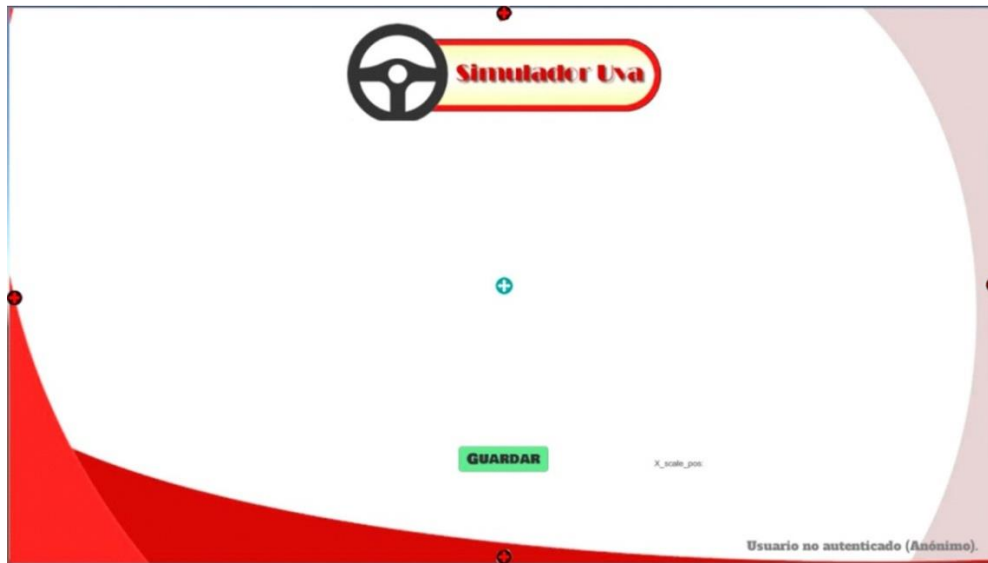 Simulador Uva
GUARDAR
X_scale_pos
Usuario no autenticado (Anónimo).